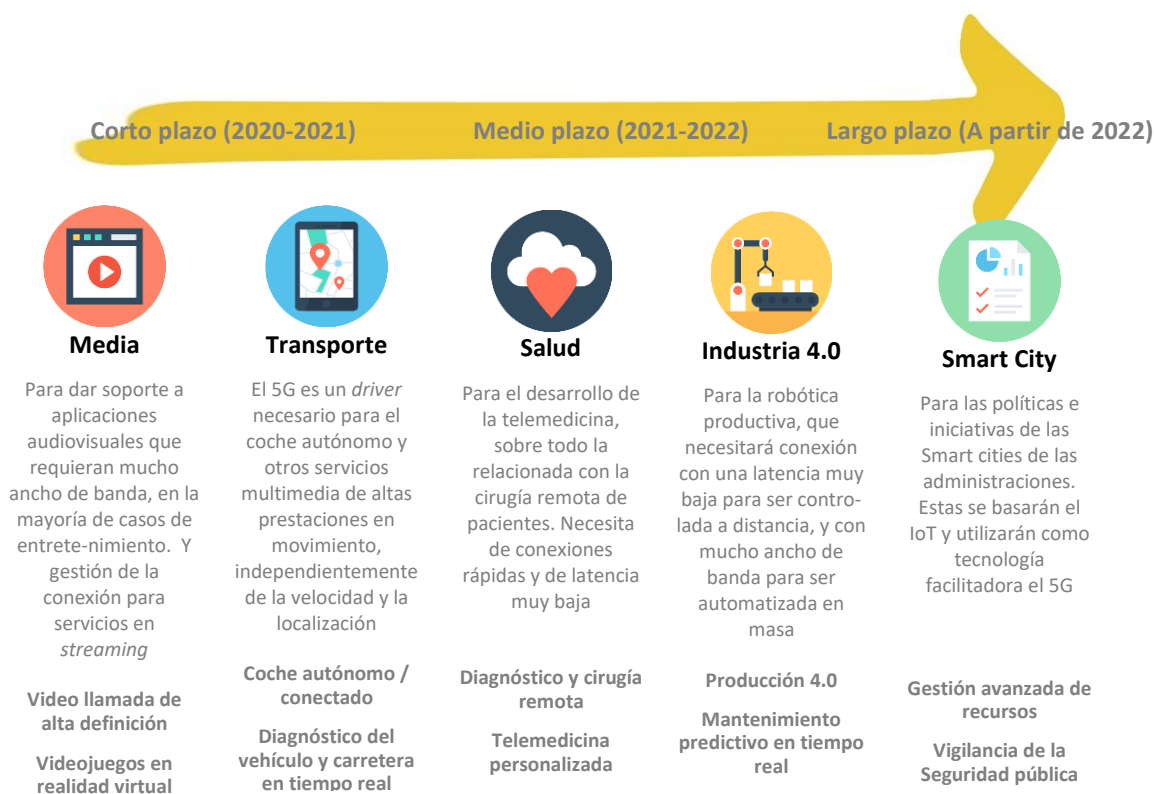 Corto plazo (2020-2021)
Medio plazo (2021-2022)
Largo plazo (A partir de 2022)
Media
Para dar soporte a
aplicaciones
audiovisuales que
requieran mucho
ancho de banda, en la
mayoría de casos de
entrete-nimiento. Y
gestión de la
conexión para
servicios en
streaming
Video llamada de
alta definición
Videojuegos en
realidad virtual
Transporte
El 5G es un driver
necesario para el
coche autónomo y
otros servicios
multimedia de altas
prestaciones en
movimiento,
independientemente
de la velocidad y la
localización
Coche autónomo /
conectado
Diagnóstico del
vehículo y carretera
en tiempo real
Salud
Para el desarrollo de
la telemedicina,
sobre todo la
relacionada con la
cirugía remota de
pacientes. Necesita
de conexiones
rápidas y de latencia
muy baja
Diagnóstico y cirugía
remota
Telemedicina
personalizada
Industria 4.0
Para la robótica
productiva, que
necesitará conexión
con una latencia muy
baja para ser contro-
lada a distancia, y con
mucho ancho de
banda para ser
automatizada en
masa
Producción 4.0
Mantenimiento
predictivo en tiempo
real
Smart City
Para las políticas e
iniciativas de las
Smart cities de las
administraciones.
Estas se basarán el
IoT y utilizarán como
tecnología
facilitadora el 5G
Gestión avanzada de
recursos
Vigilancia de la
Seguridad pública